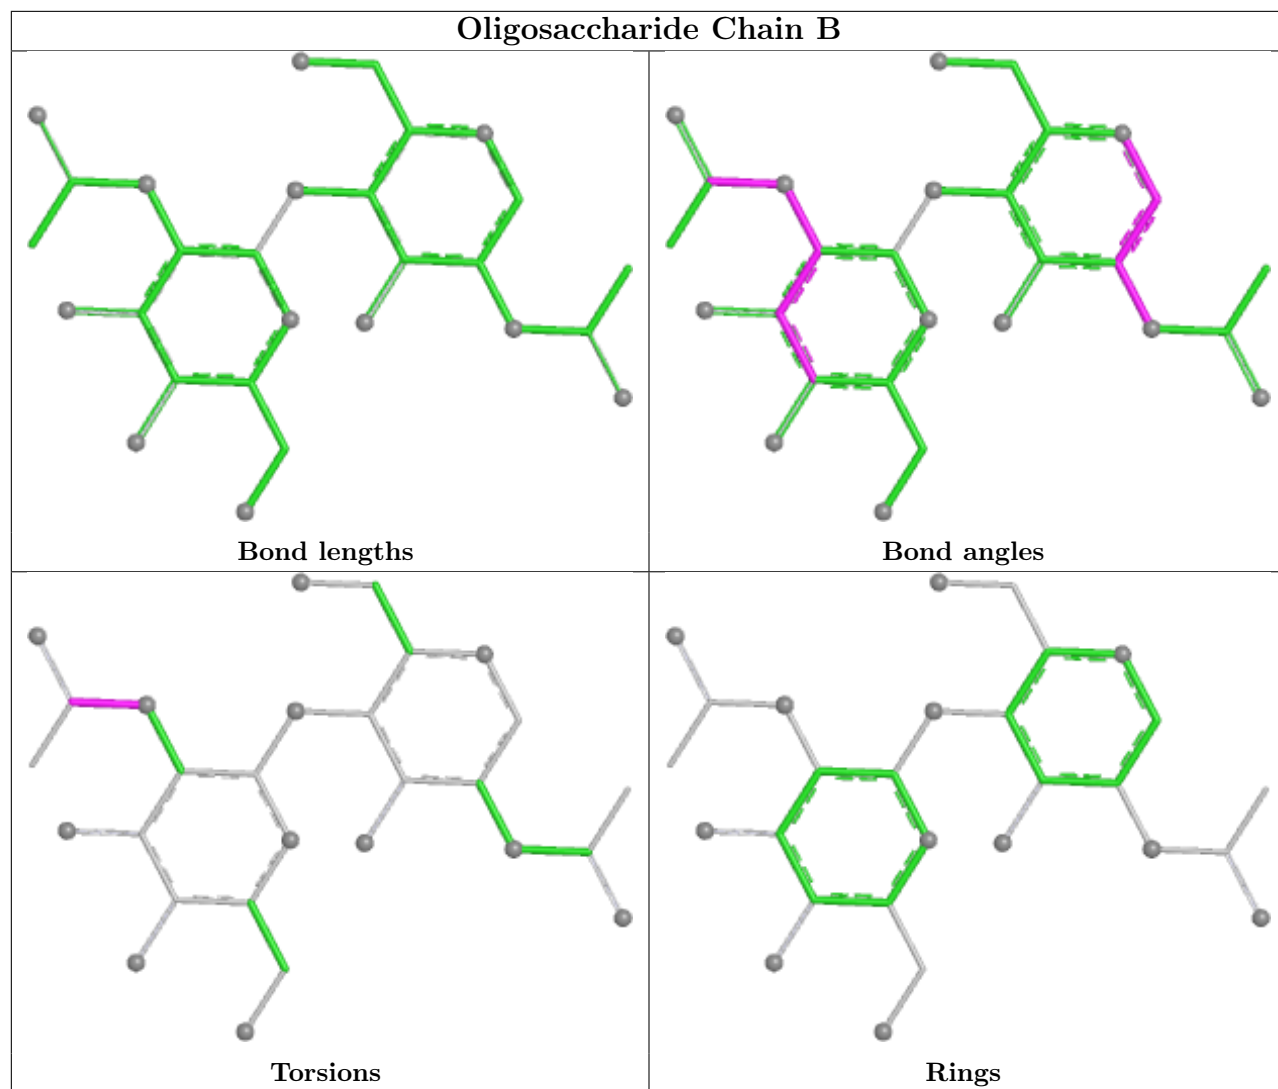 Oligosaccharide Chain B
Bond lengths
Bond angles
Torsions
Rings